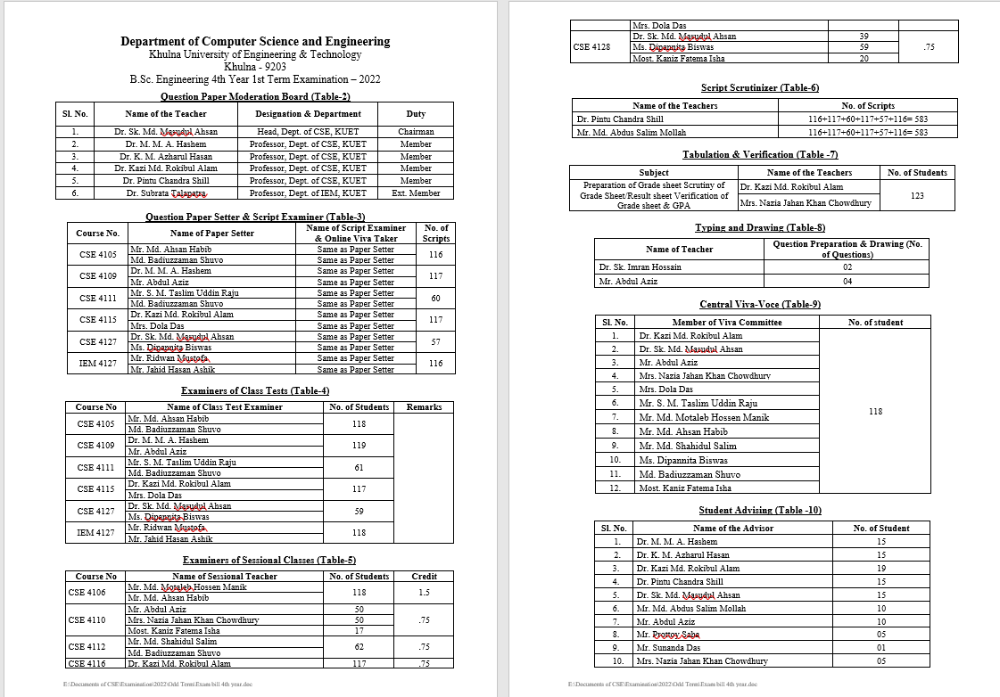 Department of Computer Science and Engineering
Khulna University of Engineering & Technology
Khulna - 9203
B.Sc. Engineering 4th Year 1st Term Examination – 2022
Question Paper Moderation Board (Table-2)
Sl. No. Name of the Teacher Designation & Department Duty
1. Dr. Sk. Md. Masudul Ahsan Head, Dept. of CSE, KUET Chairman
2. Dr. M. M. A. Hashem Professor, Dept. of CSE, KUET Member
3. Dr. K. M. Azharul Hasan Professor, Dept. of CSE, KUET Member
4. Dr. Kazi Md. Rokibul Alam Professor, Dept. of CSE, KUET Member
5. Dr. Pintu Chandra Shill Professor, Dept. of CSE, KUET Member
6. Dr. Subrata Talapatra Professor, Dept. of IEM, KUET Ext. Member
Question Paper Setter & Script Examiner (Table-3)
Course No. Name of Paper Setter Name of Script Examiner & Online Viva Taker No. of Scripts
CSE 4105 Mr. Md. Ahsan Habib Same as Paper Setter 116
Md. Badiuzzaman Shuvo Same as Paper Setter
CSE 4109 Dr. M. M. A. Hashem Same as Paper Setter 117
Mr. Abdul Aziz Same as Paper Setter
CSE 4111 Mr. S. M. Taslim Uddin Raju Same as Paper Setter 60
Md. Badiuzzaman Shuvo Same as Paper Setter
CSE 4115 Dr. Kazi Md. Rokibul Alam Same as Paper Setter 117
Mrs. Dola Das Same as Paper Setter
CSE 4127 Dr. Sk. Md. Masudul Ahsan Same as Paper Setter 57
Ms. Dipannita Biswas Same as Paper Setter
IEM 4127 Mr. Ridwan Mustofa Same as Paper Setter 116
Mr. Jahid Hasan Ashik Same as Paper Setter
Examiners of Class Tests (Table-4)
Course No Name of Class Test Examiner No. of Students Remarks
CSE 4105 Mr. Md. Ahsan Habib 118
Md. Badiuzzaman Shuvo
CSE 4109 Dr. M. M. A. Hashem 119
Mr. Abdul Aziz
CSE 4111 Mr. S. M. Taslim Uddin Raju 61
Md. Badiuzzaman Shuvo
CSE 4115 Dr. Kazi Md. Rokibul Alam 117
Mrs. Dola Das
CSE 4127 Dr. Sk. Md. Masudul Ahsan 59
Ms. Dipannita Biswas
IEM 4127 Mr. Ridwan Mustofa 118
Mr. Jahid Hasan Ashik
Examiners of Sessional Classes (Table-5)
Course No Name of Sessional Teacher No. of Students Credit
CSE 4106 Mr. Md. Motaleb Hossen Manik 118 1.5
Mr. Md. Ahsan Habib
CSE 4110 Mr. Abdul Aziz 50 .75
Mrs. Nazia Jahan Khan Chowdhury 50
Most. Kaniz Fatema Isha 17
CSE 4112 Mr. Md. Shahidul Salim 62 .75
Md. Badiuzzaman Shuvo
CSE 4116 Dr. Kazi Md. Rokibul Alam 117 .75
E:\Documents of CSE\Examination\2022\Odd Term\Exam bill 4th year.doc
Mrs. Dola Das
CSE 4128 Dr. Sk. Md. Masudul Ahsan 39 .75
Ms. Dipannita Biswas 59
Most. Kaniz Fatema Isha 20
Script Scrutinizer (Table-6)
Name of the Teachers No. of Scripts
Dr. Pintu Chandra Shill 116+117+60+117+57+116= 583
Mr. Md. Abdus Salim Mollah 116+117+60+117+57+116= 583
Tabulation & Verification (Table -7)
Subject Name of the Teachers No. of Students
Preparation of Grade sheet Scrutiny of Dr. Kazi Md. Rokibul Alam 123
Grade Sheet/Result sheet Verification of
Grade sheet & GPA Mrs. Nazia Jahan Khan Chowdhury
Typing and Drawing (Table-8)
Name of Teacher Question Preparation & Drawing (No. of Questions)
Dr. Sk. Imran Hossain 02
Mr. Abdul Aziz 04
Central Viva-Voce (Table-9)
Sl. No. Member of Viva Committee No. of student
1. Dr. Kazi Md. Rokibul Alam
2. Dr. Sk. Md. Masudul Ahsan
3. Mr. Abdul Aziz
4. Mrs. Nazia Jahan Khan Chowdhury
5. Mrs. Dola Das
6. Mr. S. M. Taslim Uddin Raju
7. Mr. Md. Motaleb Hossen Manik 118
8. Mr. Md. Ahsan Habib
9. Mr. Md. Shahidul Salim
10. Ms. Dipannita Biswas
11. Md. Badiuzzaman Shuvo
12. Most. Kaniz Fatema Isha
Student Advising (Table -10)
Sl. No. Name of the Advisor No. of Student
1. Dr. M. M. A. Hashem 15
2. Dr. K. M. Azharul Hasan 15
3. Dr. Kazi Md. Rokibul Alam 19
4. Dr. Pintu Chandra Shill 15
5. Dr. Sk. Md. Masudul Ahsan 15
6. Mr. Md. Abdus Salim Mollah 10
7. Mr. Abdul Aziz 10
8. Mr. Prottoy Saha 05
9. Mr. Sunanda Das 01
10. Mrs. Nazia Jahan Khan Chowdhury 05
E:\Documents of CSE\Examination\2022\Odd Term\Exam bill 4th year.doc